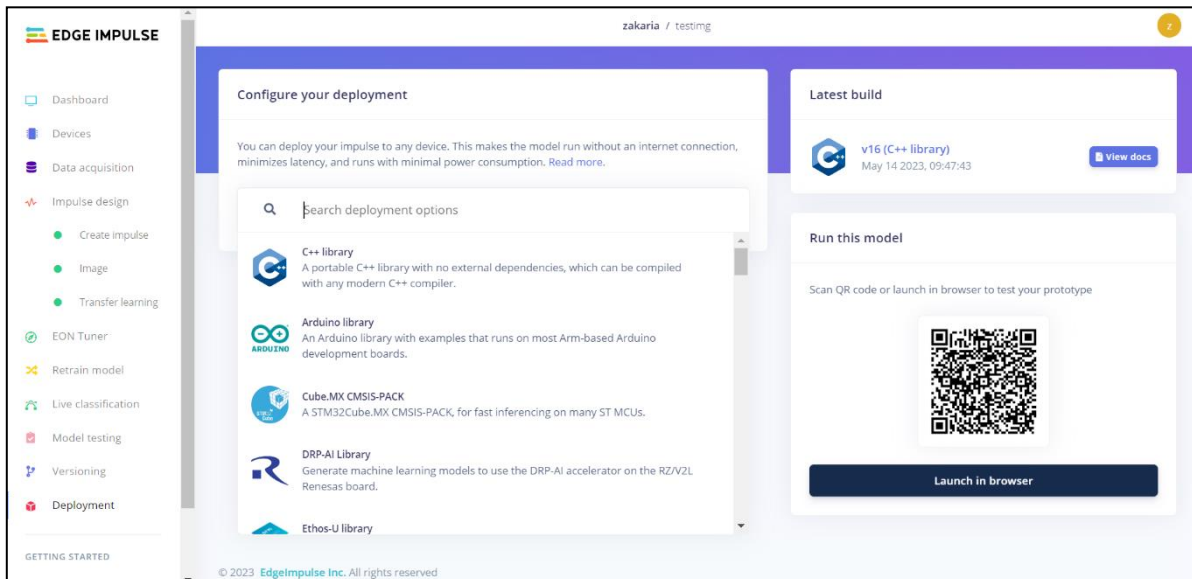 EDGE IMPULSE
zakaria / testimg
z
Dashboard
Devices
Data acquisition
Impulse design
Create impulse
Image
Transfer learning
EON Tuner
Retrain model
Live classification
Model testing
Versioning
Deployment
GETTING STARTED
Configure your deployment
You can deploy your impulse to any device. This makes the model run without an internet connection,
minimizes latency, and runs with minimal power consumption. Read more.
Search deployment options
C++ library
A portable C++ library with no external dependencies, which can be compiled
with any modern C++ compiler.
Arduino library
An Arduino library with examples that runs on most Arm-based Arduino
development boards.
ARDUINO
Cube.MX CMSIS-PACK
A STM32Cube.MX CMSIS-PACK, for fast inferencing on many ST MCUs.
DRP-AI Library
Generate machine learning models to use the DRP-AI accelerator on the RZ/V2L
Renesas board.
Ethos-U library
Latest build
v16 (C++ library)
May 14 2023, 09:47:43
View docs
Run this model
Scan QR code or launch in browser to test your prototype
Launch in browser
© 2023 EdgeImpulse Inc. All rights reserved